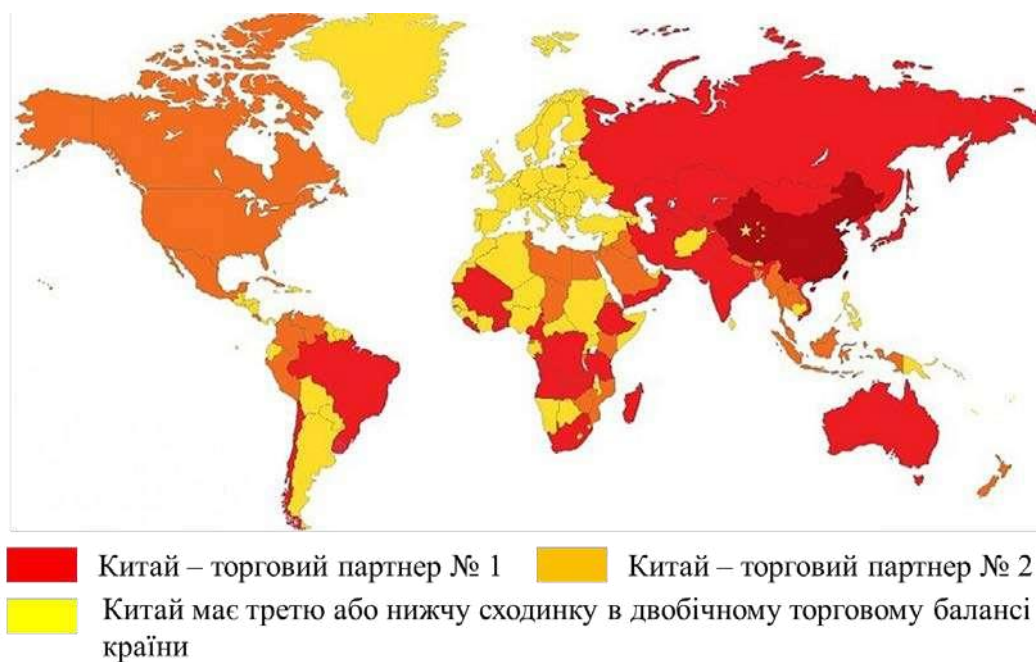 Китай – торговий партнер № 1
Китай – торговий партнер № 2
Китай має третю або нижчу сходинку в двобічному торговому балансі
країни